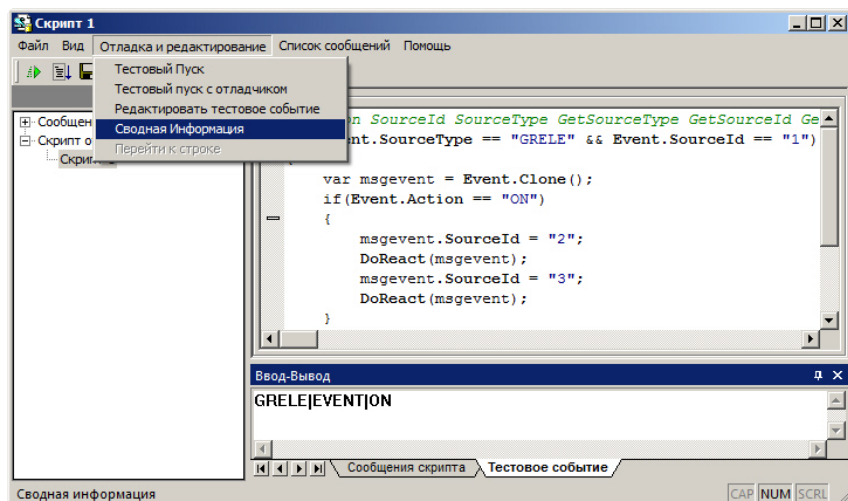 Скрипт 1
Файл Вид Отладка и редактирование Список сообщений Помощь
Тестовый Пуск
Тестовый пуск с отладчиком
Редактировать тестовое событие
Сводная Информация
Перейти к строке
Сообщен
Скрипт о
Скри
n SourceId SourceType GetSourceType GetSourceId Ge
nt.SourceType == "GRELE" && Event.SourceId == "1")
var msgevent = Event.Clone();
if(Event.Action == "ON")
{
msgevent.SourceId = "2";
DoReact(msgevent);
msgevent.SourceId = "3";
DoReact(msgevent);
}
Ввод-Вывод
GRELE|EVENT|ON
Сообщения скрипта Тестовое событие
Сводная информация CAP NUM SCRL